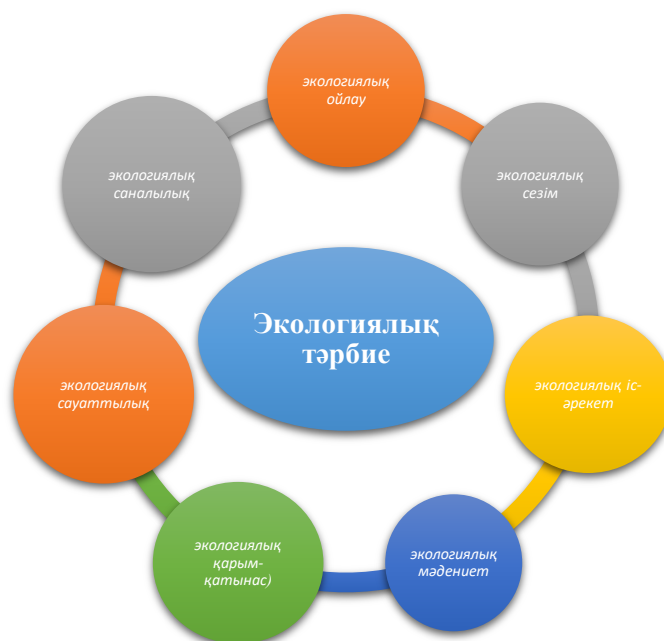 экологиялық
ойлау
экологиялық
сезім
экологиялық іс-
әрекет
экологиялық
мәдениет
экологиялық
қарым-
қатынас)
экологиялық
сауаттылық
экологиялық
саналылық
Экологиялық
тәрбие